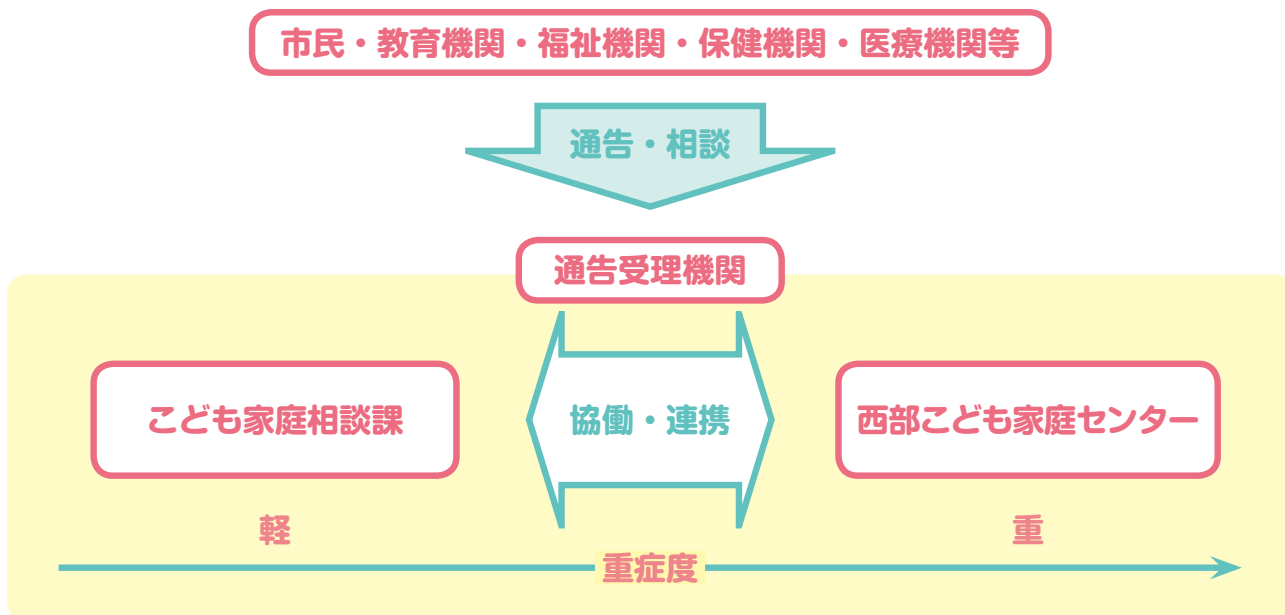 市民・教育機関・福祉機関・保健機関・医療機関等
通告・相談
通告受理機関
こども家庭相談課
協働・連携
西部こども家庭センター
軽
重
重症度